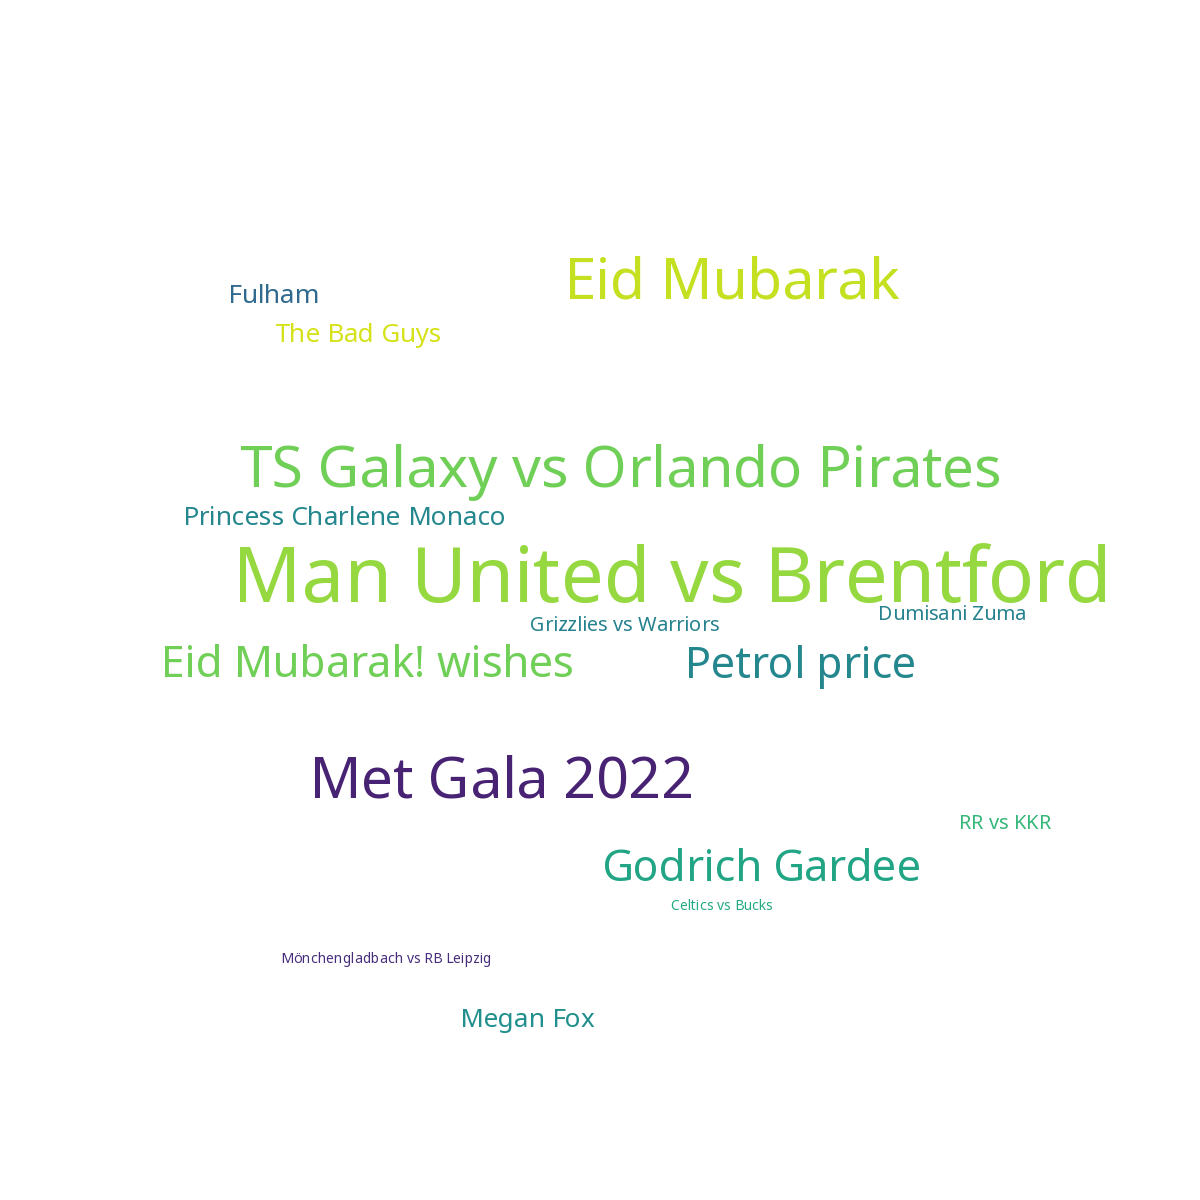 Eid Mubarak
Fulham
The Bad Guys
TS Galaxy vs Orlando Pirates
Princess Charlene Monaco
Man United vs Brentford
Dumisani Zuma
Grizzlies vs Warriors
Eid Mubarak! wishes
Petrol price
Met Gala 2022
RR vs KKR
Godrich Gardee
Celtics vs Bucks
Mönchengladbach vs RB Leipzig
Megan Fox